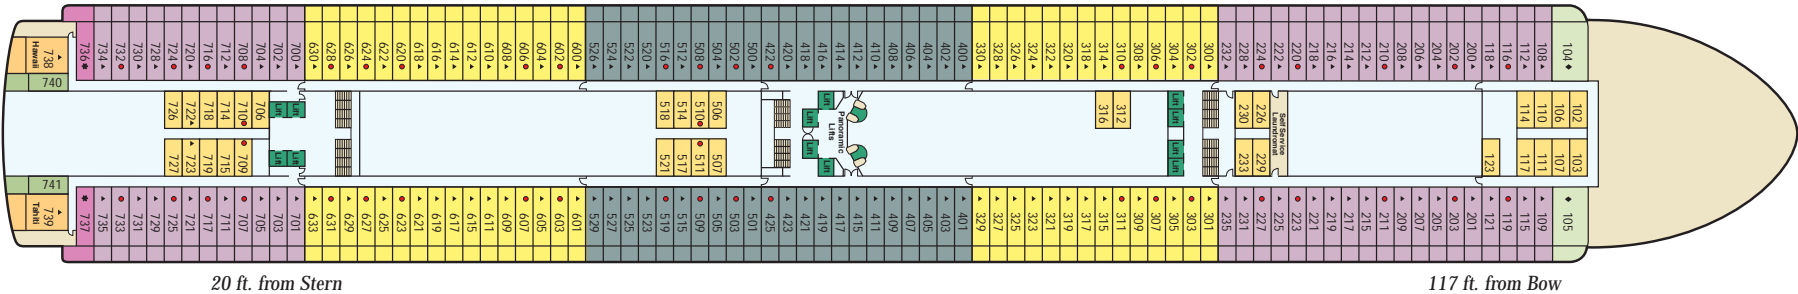 736* 734 732 730 728 724 720 716 712 708 704 702 700 630 628 626 624 622 620 618 616 614 612 610 608 606 604 602 600 526 524 522 520 516 512 508 504 502 500 422 420 418 416 414 412 410 408 406 404 402 400 330 328 326 324 322 320 318 314 310 308 306 304 302 300 232 228 224 222 220 218 216 214 212 210 208 206 204 202 200 118 116 112 108 104
738
Hawaii
740
726 722 718 714 710 706
Lift Lift
518 514 510 506
Lift
Lift
Panoramic
Lifts
316 312
Lift
Lift
230 226
Self Service
Laundromat
114 110 106 102
727 723 719 715 709
Lift Lift
521 517 511 507
Lift
Lift
Lift
Lift
233 229
123 117 111 107 103
741
739
Tahiti
737* 735 733 731 729 725 721 717 711 707 705 703 701 633 631 629 627 625 623 621 619 617 615 611 609 607 605 603 601 529 527 525 523 519 515 509 505 503 501 425 423 421 419 417 415 411 409 407 405 403 401 329 327 325 323 321 319 317 315 311 309 307 305 303 301 235 231 227 225 223 221 219 217 215 211 209 207 205 203 201 121 119 115 109 105
20 ft. from Stern
117 ft. from Bow